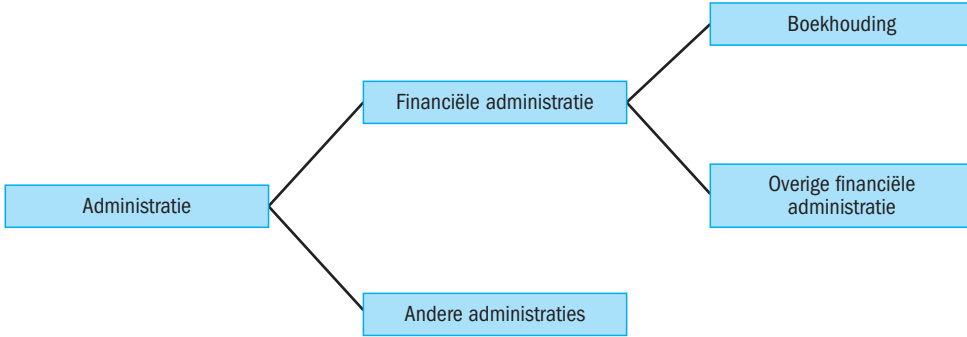 Boekhouding
Financiële administratie
Overige financiële
administratie
Administratie
Andere administraties